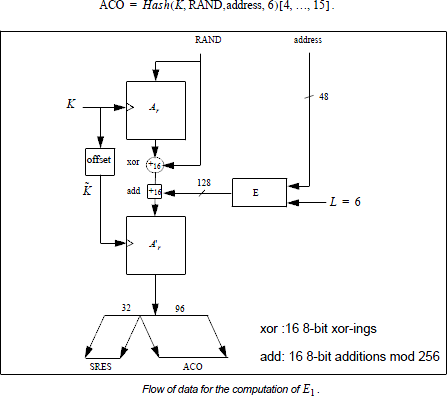 ACO = Hash(K, RAND,address, 6)[4, …, 15].
RAND
address
K
A_r
48
offset
xor
+16
K̃
add
+16
128
E
L = 6
A'_r
32
96
xor :16 8-bit xor-ings
add: 16 8-bit additions mod 256
SRES
ACO
Flow of data for the computation of E₁ .